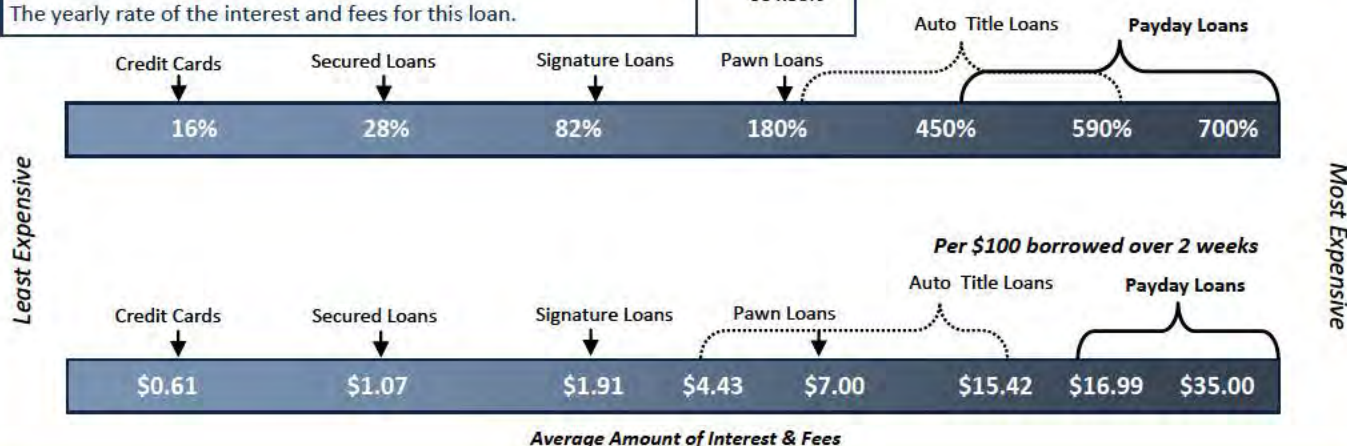 The yearly rate of the interest and fees for this loan.
Auto Title Loans Payday Loans
Credit Cards Secured Loans Signature Loans Pawn Loans
16% 28% 82% 180% 450% 590% 700%
Least Expensive
Most Expensive
Per $100 borrowed over 2 weeks
Auto Title Loans Payday Loans
Credit Cards Secured Loans Signature Loans Pawn Loans
$0.61 $1.07 $1.91 $4.43 $7.00 $15.42 $16.99 $35.00
Average Amount of Interest & Fees